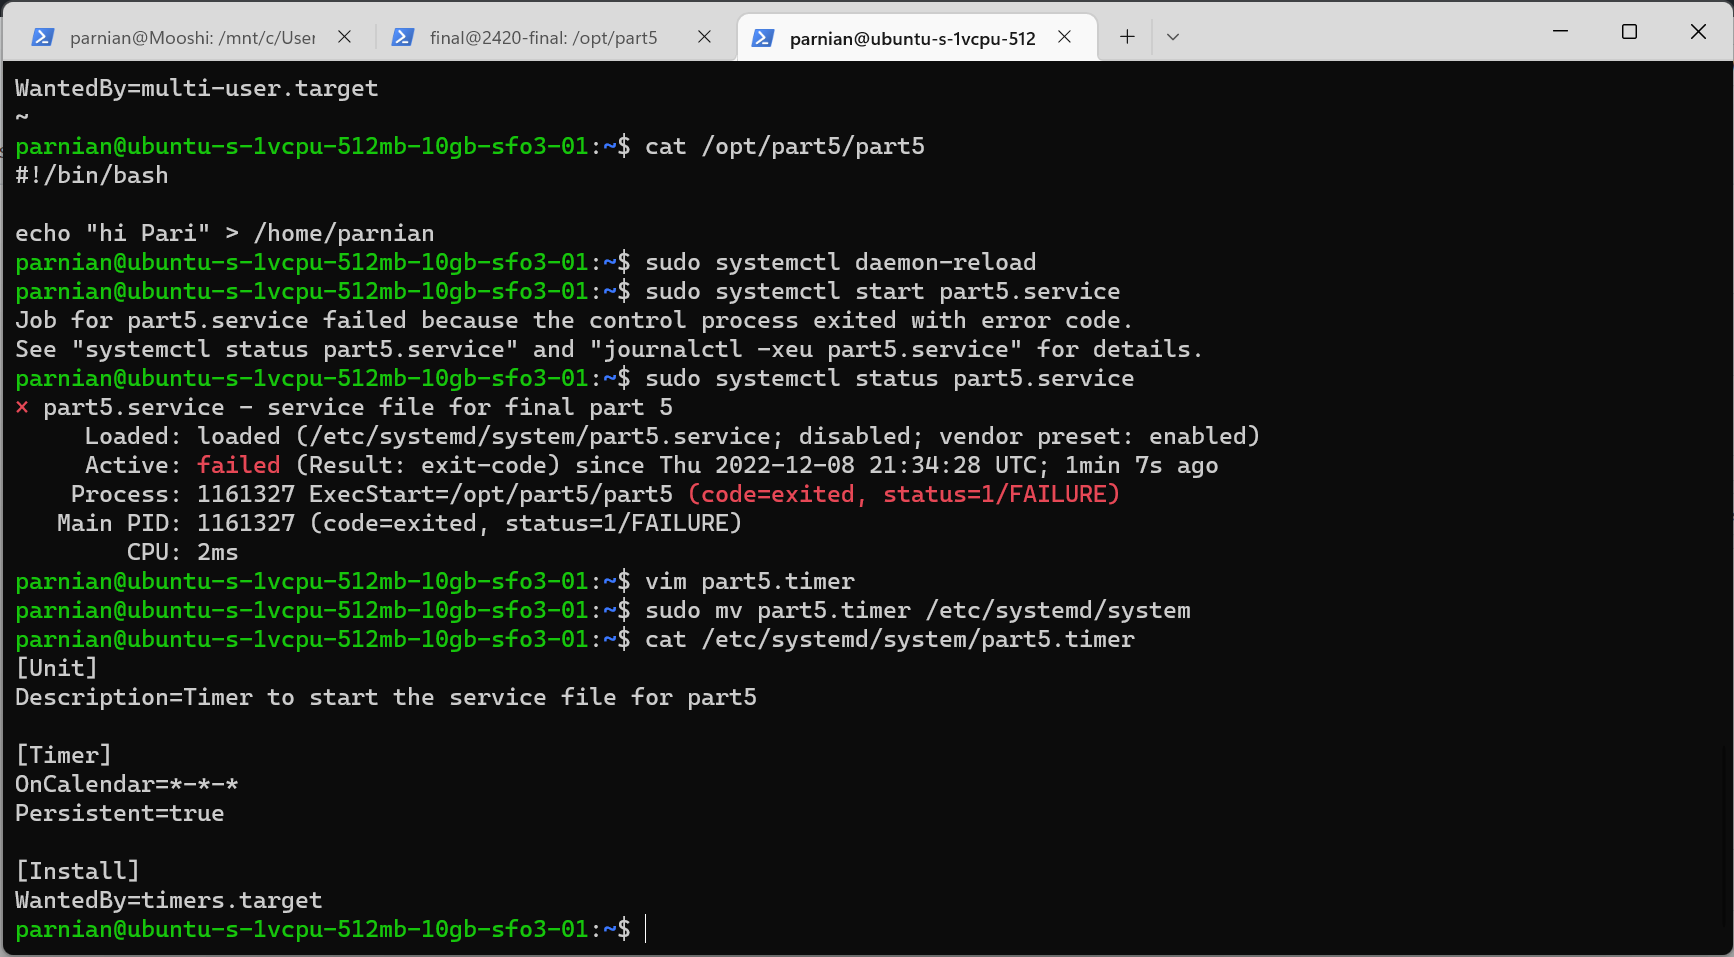 parnian@Mooshi: /mnt/c/User
final@2420-final: /opt/part5
parnian@ubuntu-s-1vcpu-512
WantedBy=multi-user.target
~
parnian@ubuntu-s-1vcpu-512mb-10gb-sfo3-01:~$ cat /opt/part5/part5
#!/bin/bash
echo "hi Pari" > /home/parnian
parnian@ubuntu-s-1vcpu-512mb-10gb-sfo3-01:~$ sudo systemctl daemon-reload
parnian@ubuntu-s-1vcpu-512mb-10gb-sfo3-01:~$ sudo systemctl start part5.service
Job for part5.service failed because the control process exited with error code.
See "systemctl status part5.service" and "journalctl -xeu part5.service" for details.
parnian@ubuntu-s-1vcpu-512mb-10gb-sfo3-01:~$ sudo systemctl status part5.service
× part5.service - service file for final part 5
Loaded: loaded (/etc/systemd/system/part5.service; disabled; vendor preset: enabled)
Active: failed (Result: exit-code) since Thu 2022-12-08 21:34:28 UTC; 1min 7s ago
Process: 1161327 ExecStart=/opt/part5/part5 (code=exited, status=1/FAILURE)
Main PID: 1161327 (code=exited, status=1/FAILURE)
CPU: 2ms
parnian@ubuntu-s-1vcpu-512mb-10gb-sfo3-01:~$ vim part5.timer
parnian@ubuntu-s-1vcpu-512mb-10gb-sfo3-01:~$ sudo mv part5.timer /etc/systemd/system
parnian@ubuntu-s-1vcpu-512mb-10gb-sfo3-01:~$ cat /etc/systemd/system/part5.timer
[Unit]
Description=Timer to start the service file for part5
[Timer]
OnCalendar=*-*-*
Persistent=true
[Install]
WantedBy=timers.target
parnian@ubuntu-s-1vcpu-512mb-10gb-sfo3-01:~$